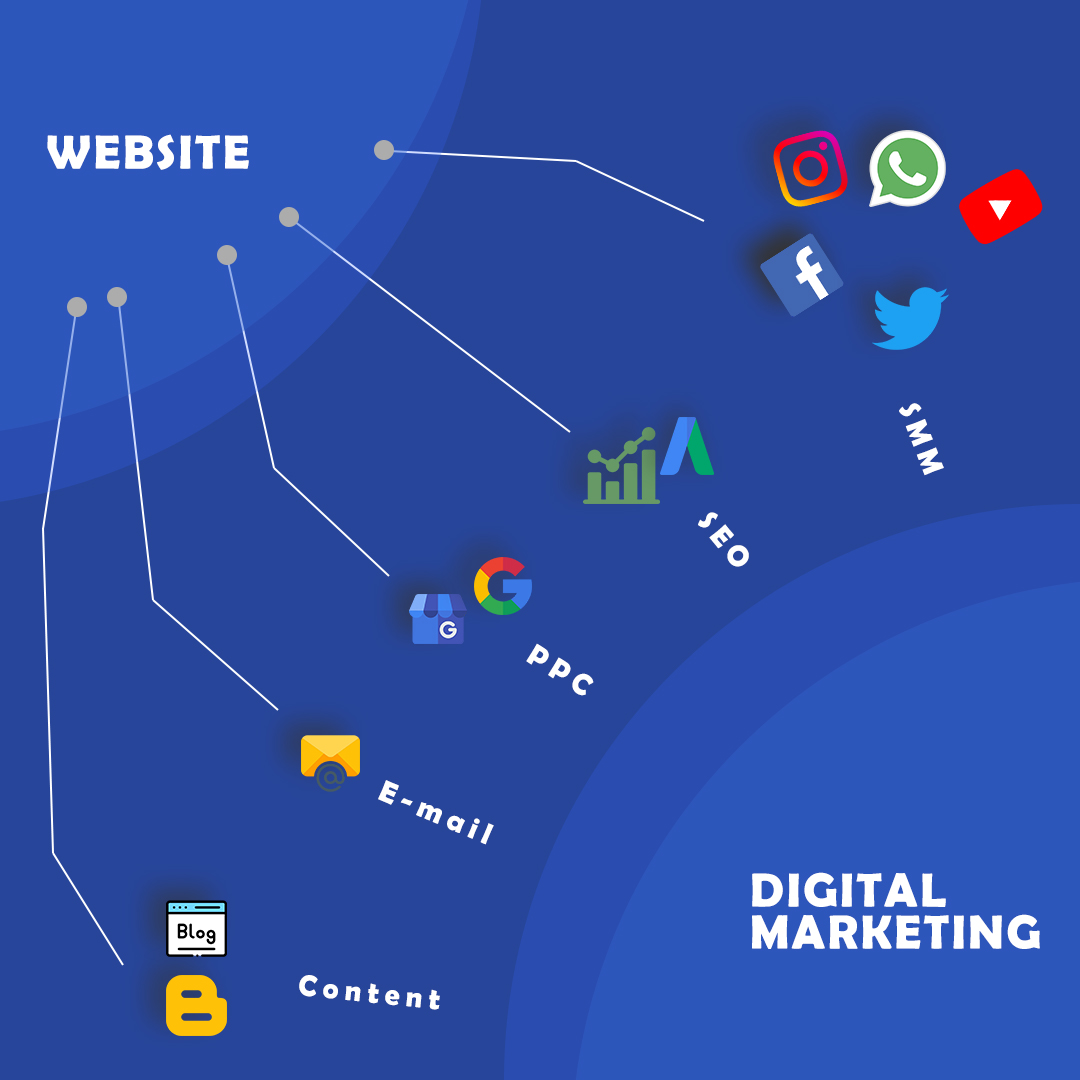 WEBSITE
SMM
SEO
G
PPC
E-mail
Blog
Content
DIGITAL
MARKETING